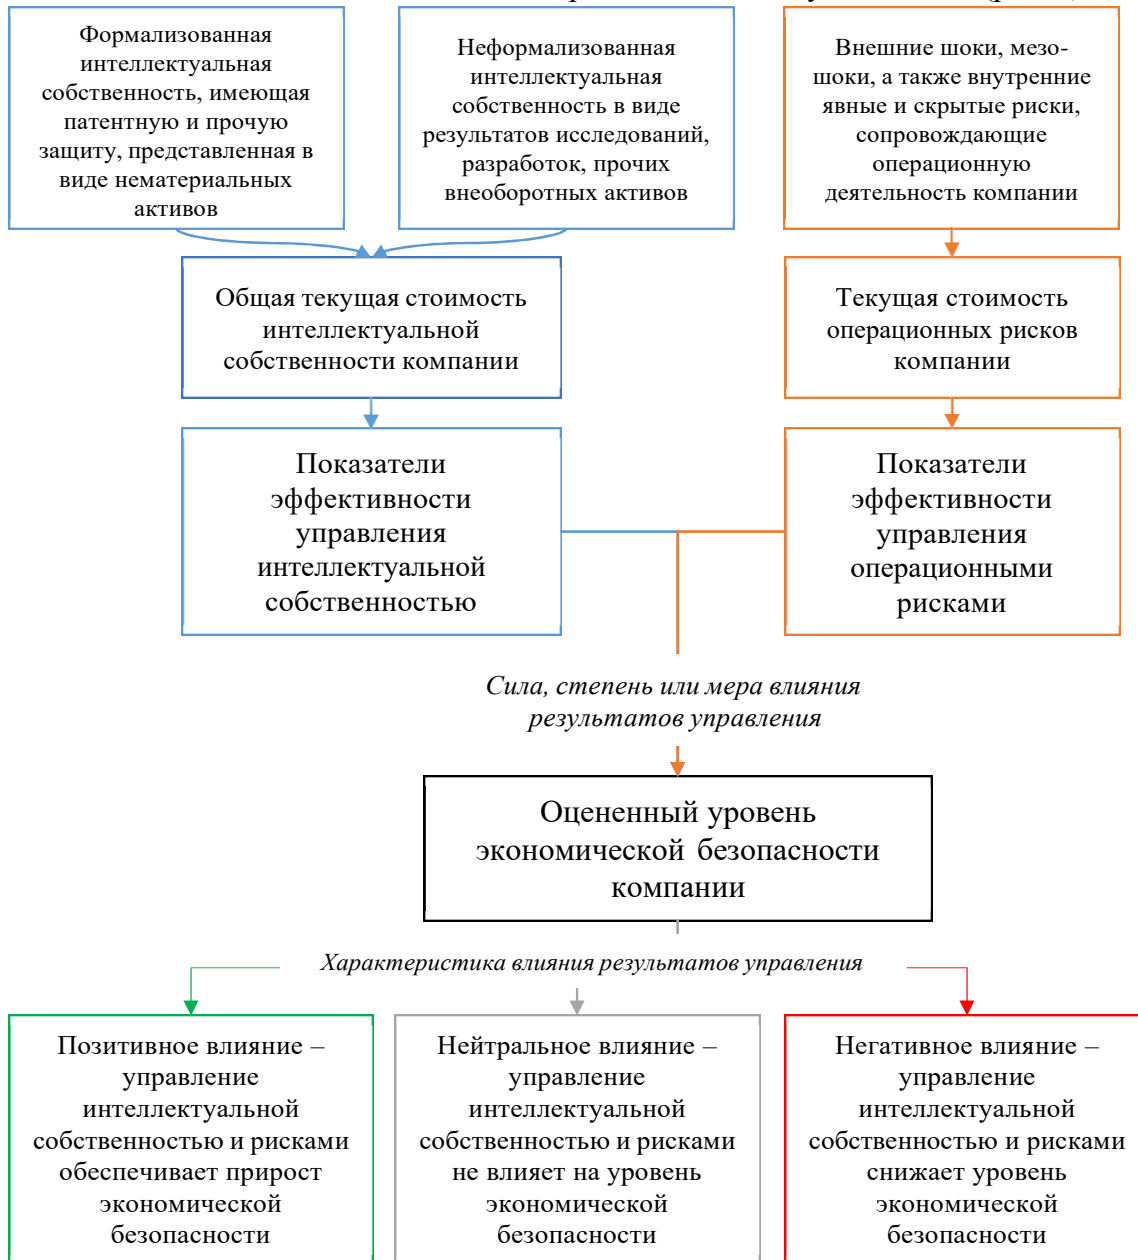 Формализованная
интеллектуальная
собственность, имеющая
патентную и прочую
защиту, представленная в
виде нематериальных
активов
Неформализованная
интеллектуальная
собственность в виде
результатов исследований,
разработок, прочих
внеоборотных активов
Внешние шоки, мезо-
шоки, а также внутренние
явные и скрытые риски,
сопровождающие
операционную
деятельность компании
Общая текущая стоимость
интеллектуальной
собственности компании
Текущая стоимость
операционных рисков
компании
Показатели
эффективности
управления
интеллектуальной
собственностью
Показатели
эффективности
управления
операционными
рисками
Сила, степень или мера влияния
результатов управления
Оцененный уровень
экономической безопасности
компании
Характеристика влияния результатов управления
Позитивное влияние –
управление
интеллектуальной
собственностью и рисками
обеспечивает прирост
экономической
безопасности
Нейтральное влияние –
управление
интеллектуальной
собственностью и рисками
не влияет на уровень
экономической
безопасности
Негативное влияние –
управление
интеллектуальной
собственностью и рисками
снижает уровень
экономической
безопасности